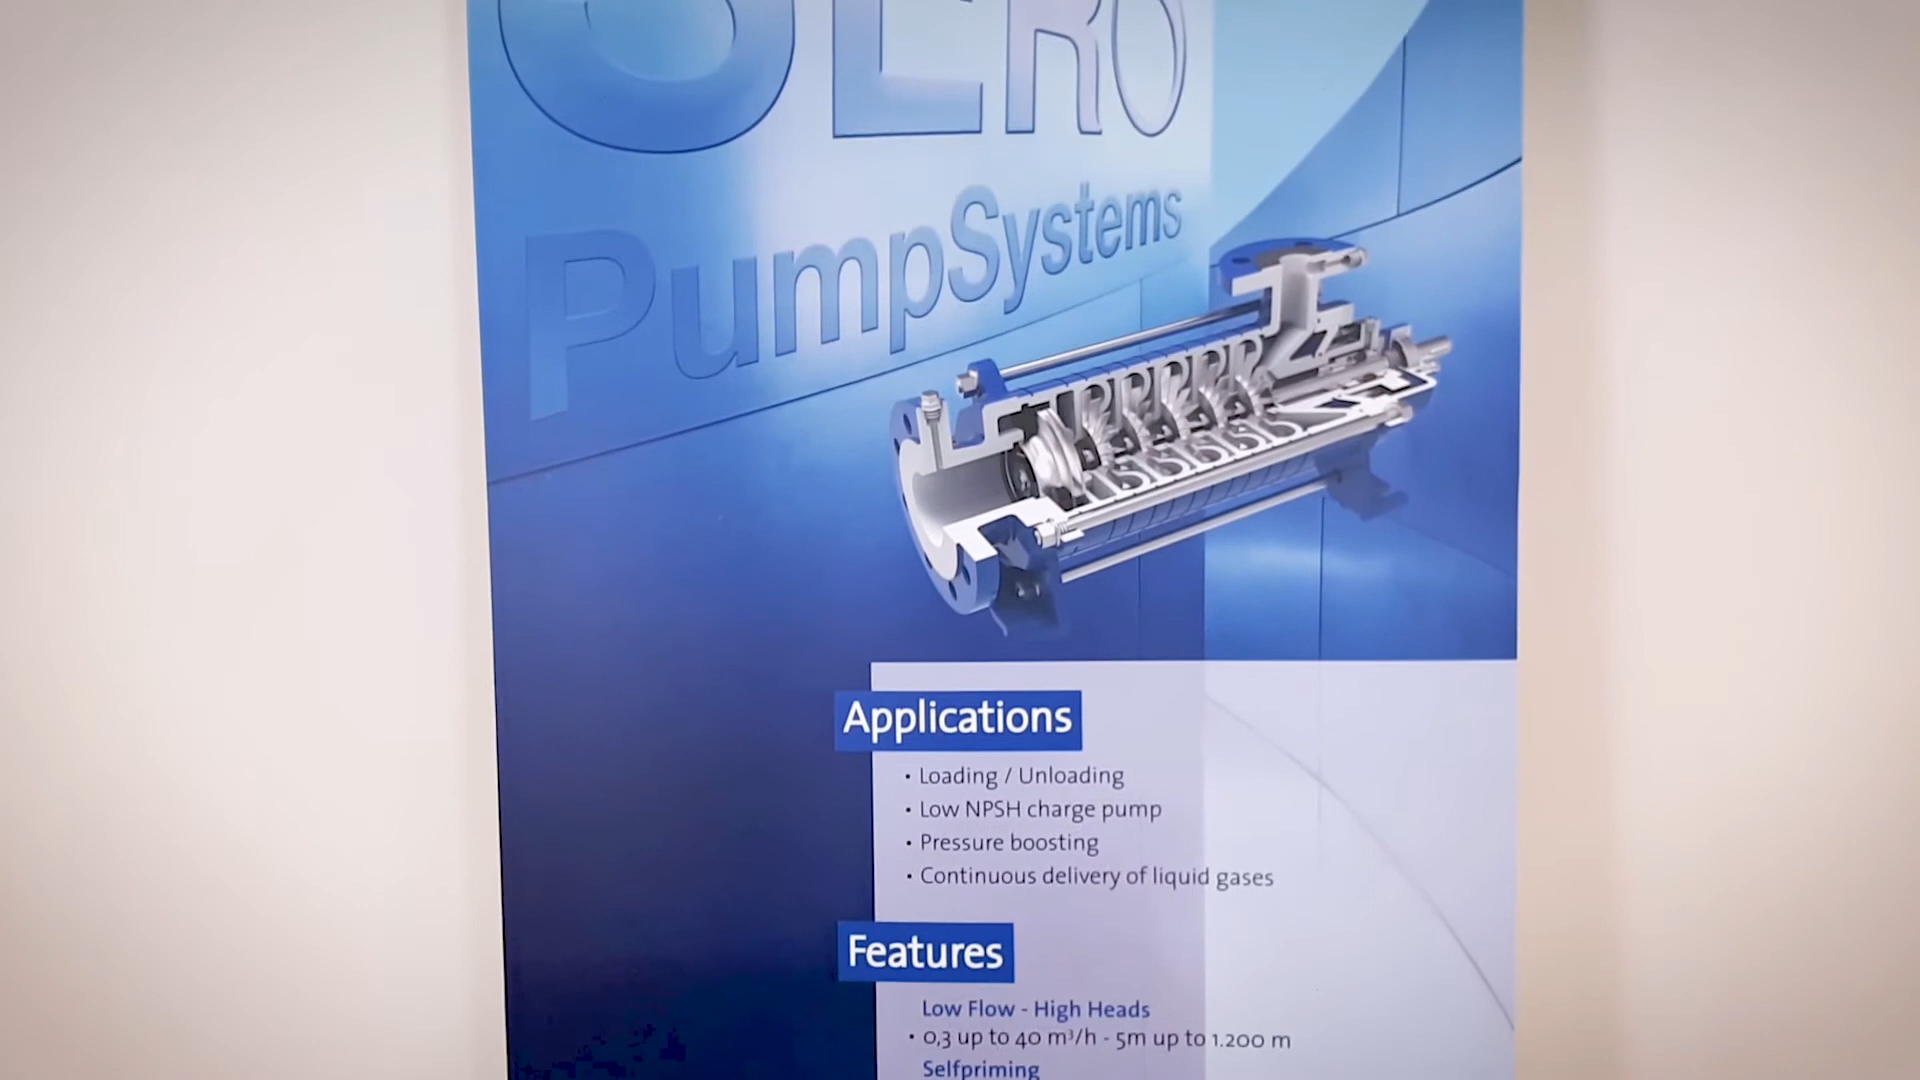 PumpSystems
Applications
• Loading / Unloading
• Low NPSH charge pump
• Pressure boosting
• Continuous delivery of liquid gases
Features
Low Flow - High Heads
• 0,3 up to 40 m³/h - 5m up to 1.200 m
Selfpriming